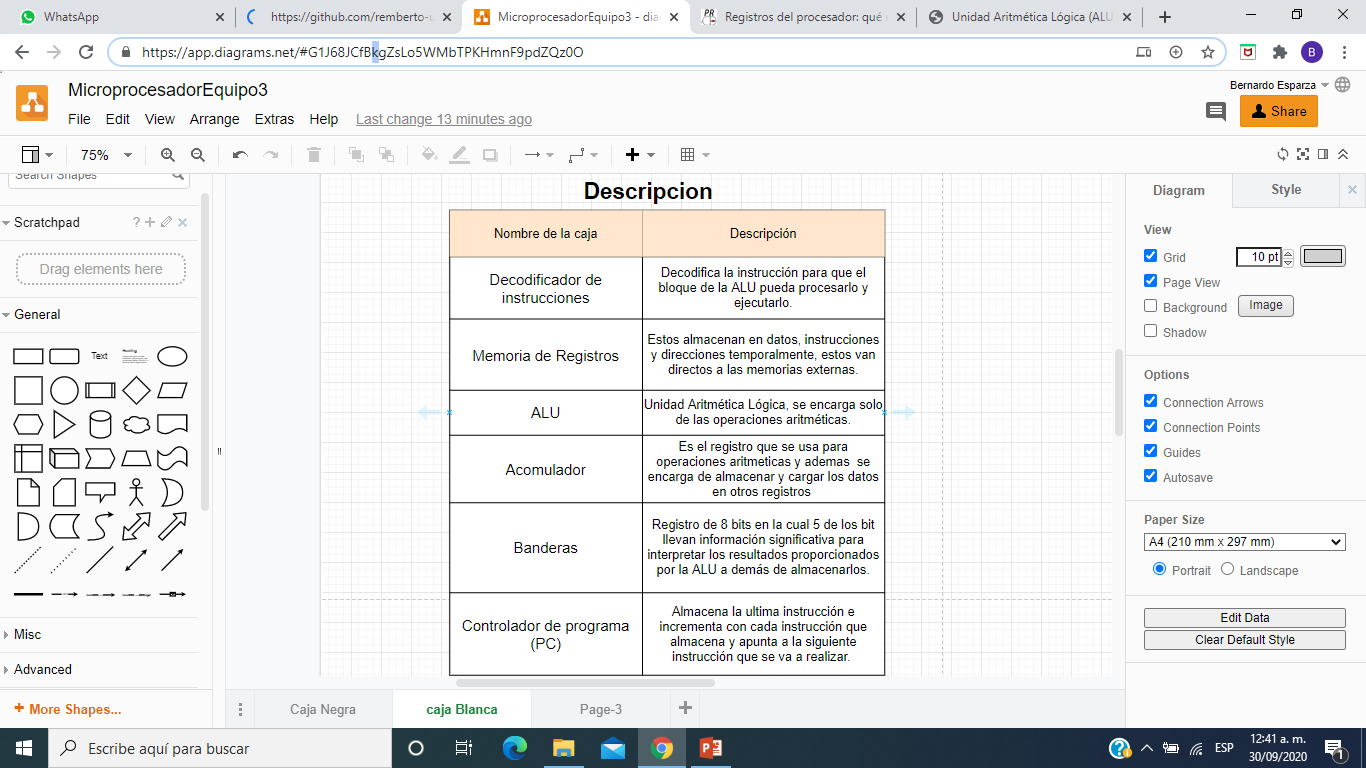 WhatsApp
https://github.com/remberto-u
MicroprocesadorEquipo3 - dia
Registros del procesador: qué
Unidad Aritmética Lógica (ALU
https://app.diagrams.net/#G1J68JCfBkgZsLo5WMbTPKHmnF9pdZQz0O
B
MicroprocesadorEquipo3
Bernardo Esparza
File Edit View Arrange Extras Help Last change 13 minutes ago
Share
75%
Search Shapes
Scratchpad
Drag elements here
General
Text
Heading
Misc
Advanced
+ More Shapes...
Descripcion
Nombre de la caja
Descripción
Decodificador de
instrucciones
Decodifica la instrucción para que el
bloque de la ALU pueda procesarlo y
ejecutarlo.
Memoria de Registros
Estos almacenan en datos, instrucciones
y direcciones temporalmente, estos van
directos a las memorias externas.
ALU
Unidad Aritmética Lógica, se encarga solo
de las operaciones aritméticas.
Acomulador
Es el registro que se usa para
operaciones aritmeticas y ademas  se
encarga de almacenar y cargar los datos
en otros registros
Banderas
Registro de 8 bits en la cual 5 de los bit
llevan información significativa para
interpretar los resultados proporcionados
por la ALU a demás de almacenarlos.
Controlador de programa
(PC)
Almacena la ultima instrucción e
incrementa con cada instrucción que
almacena y apunta a la siguiente
instrucción que se va a realizar.
Diagram
Style
View
Grid
10 pt
Page View
Background
Image
Shadow
Options
Connection Arrows
Connection Points
Guides
Autosave
Paper Size
A4 (210 mm x 297 mm)
Portrait
Landscape
Edit Data
Clear Default Style
Caja Negra
caja Blanca
Page-3
Escribe aquí para buscar
ESP
12:41 a. m.
30/09/2020
1